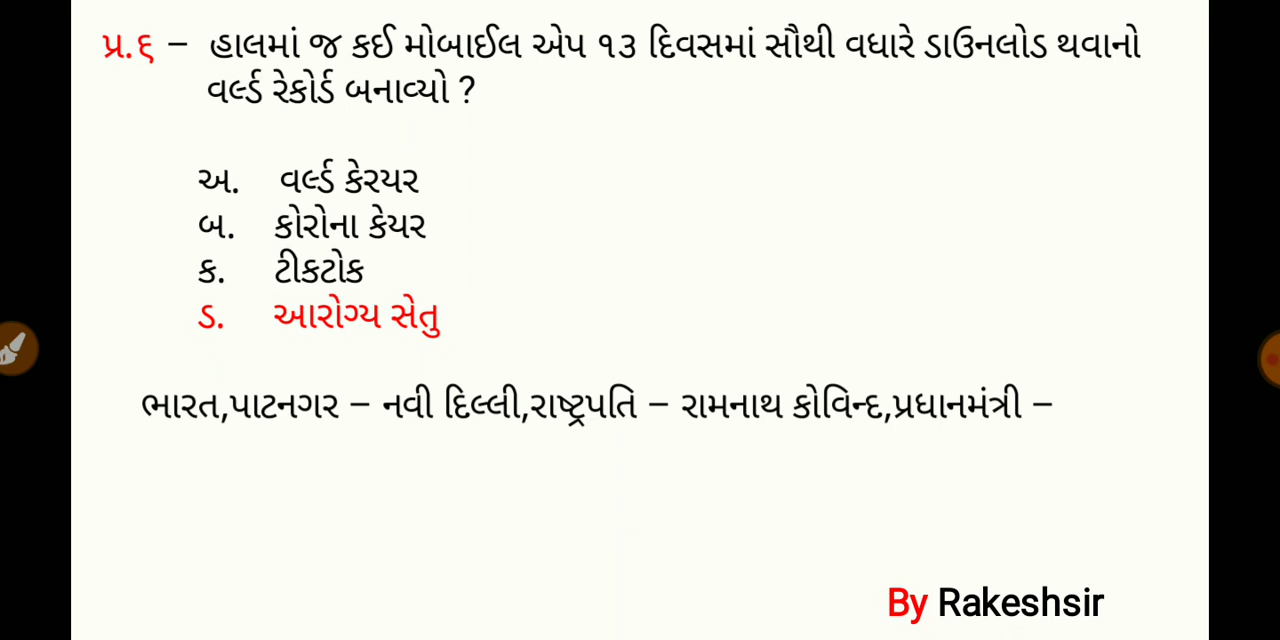 પ્ર.૬ – હાલમાં જ કઈ મોબાઈલ એપ ૧૩ દિવસમાં સૌથી વધારે ડાઉનલોડ થવાનો
વર્લ્ડ રેકોર્ડ બનાવ્યો ?
અ. વર્લ્ડ કેરયર
બ. કોરોના કેયર
ક. ટીકટોક
ડ. આરોગ્ય સેતુ
ભારત,પાટનગર – નવી દિલ્લી,રાષ્ટ્રપતિ – રામનાથ કોવિન્દ,પ્રધાનમંત્રી –
By Rakeshsir